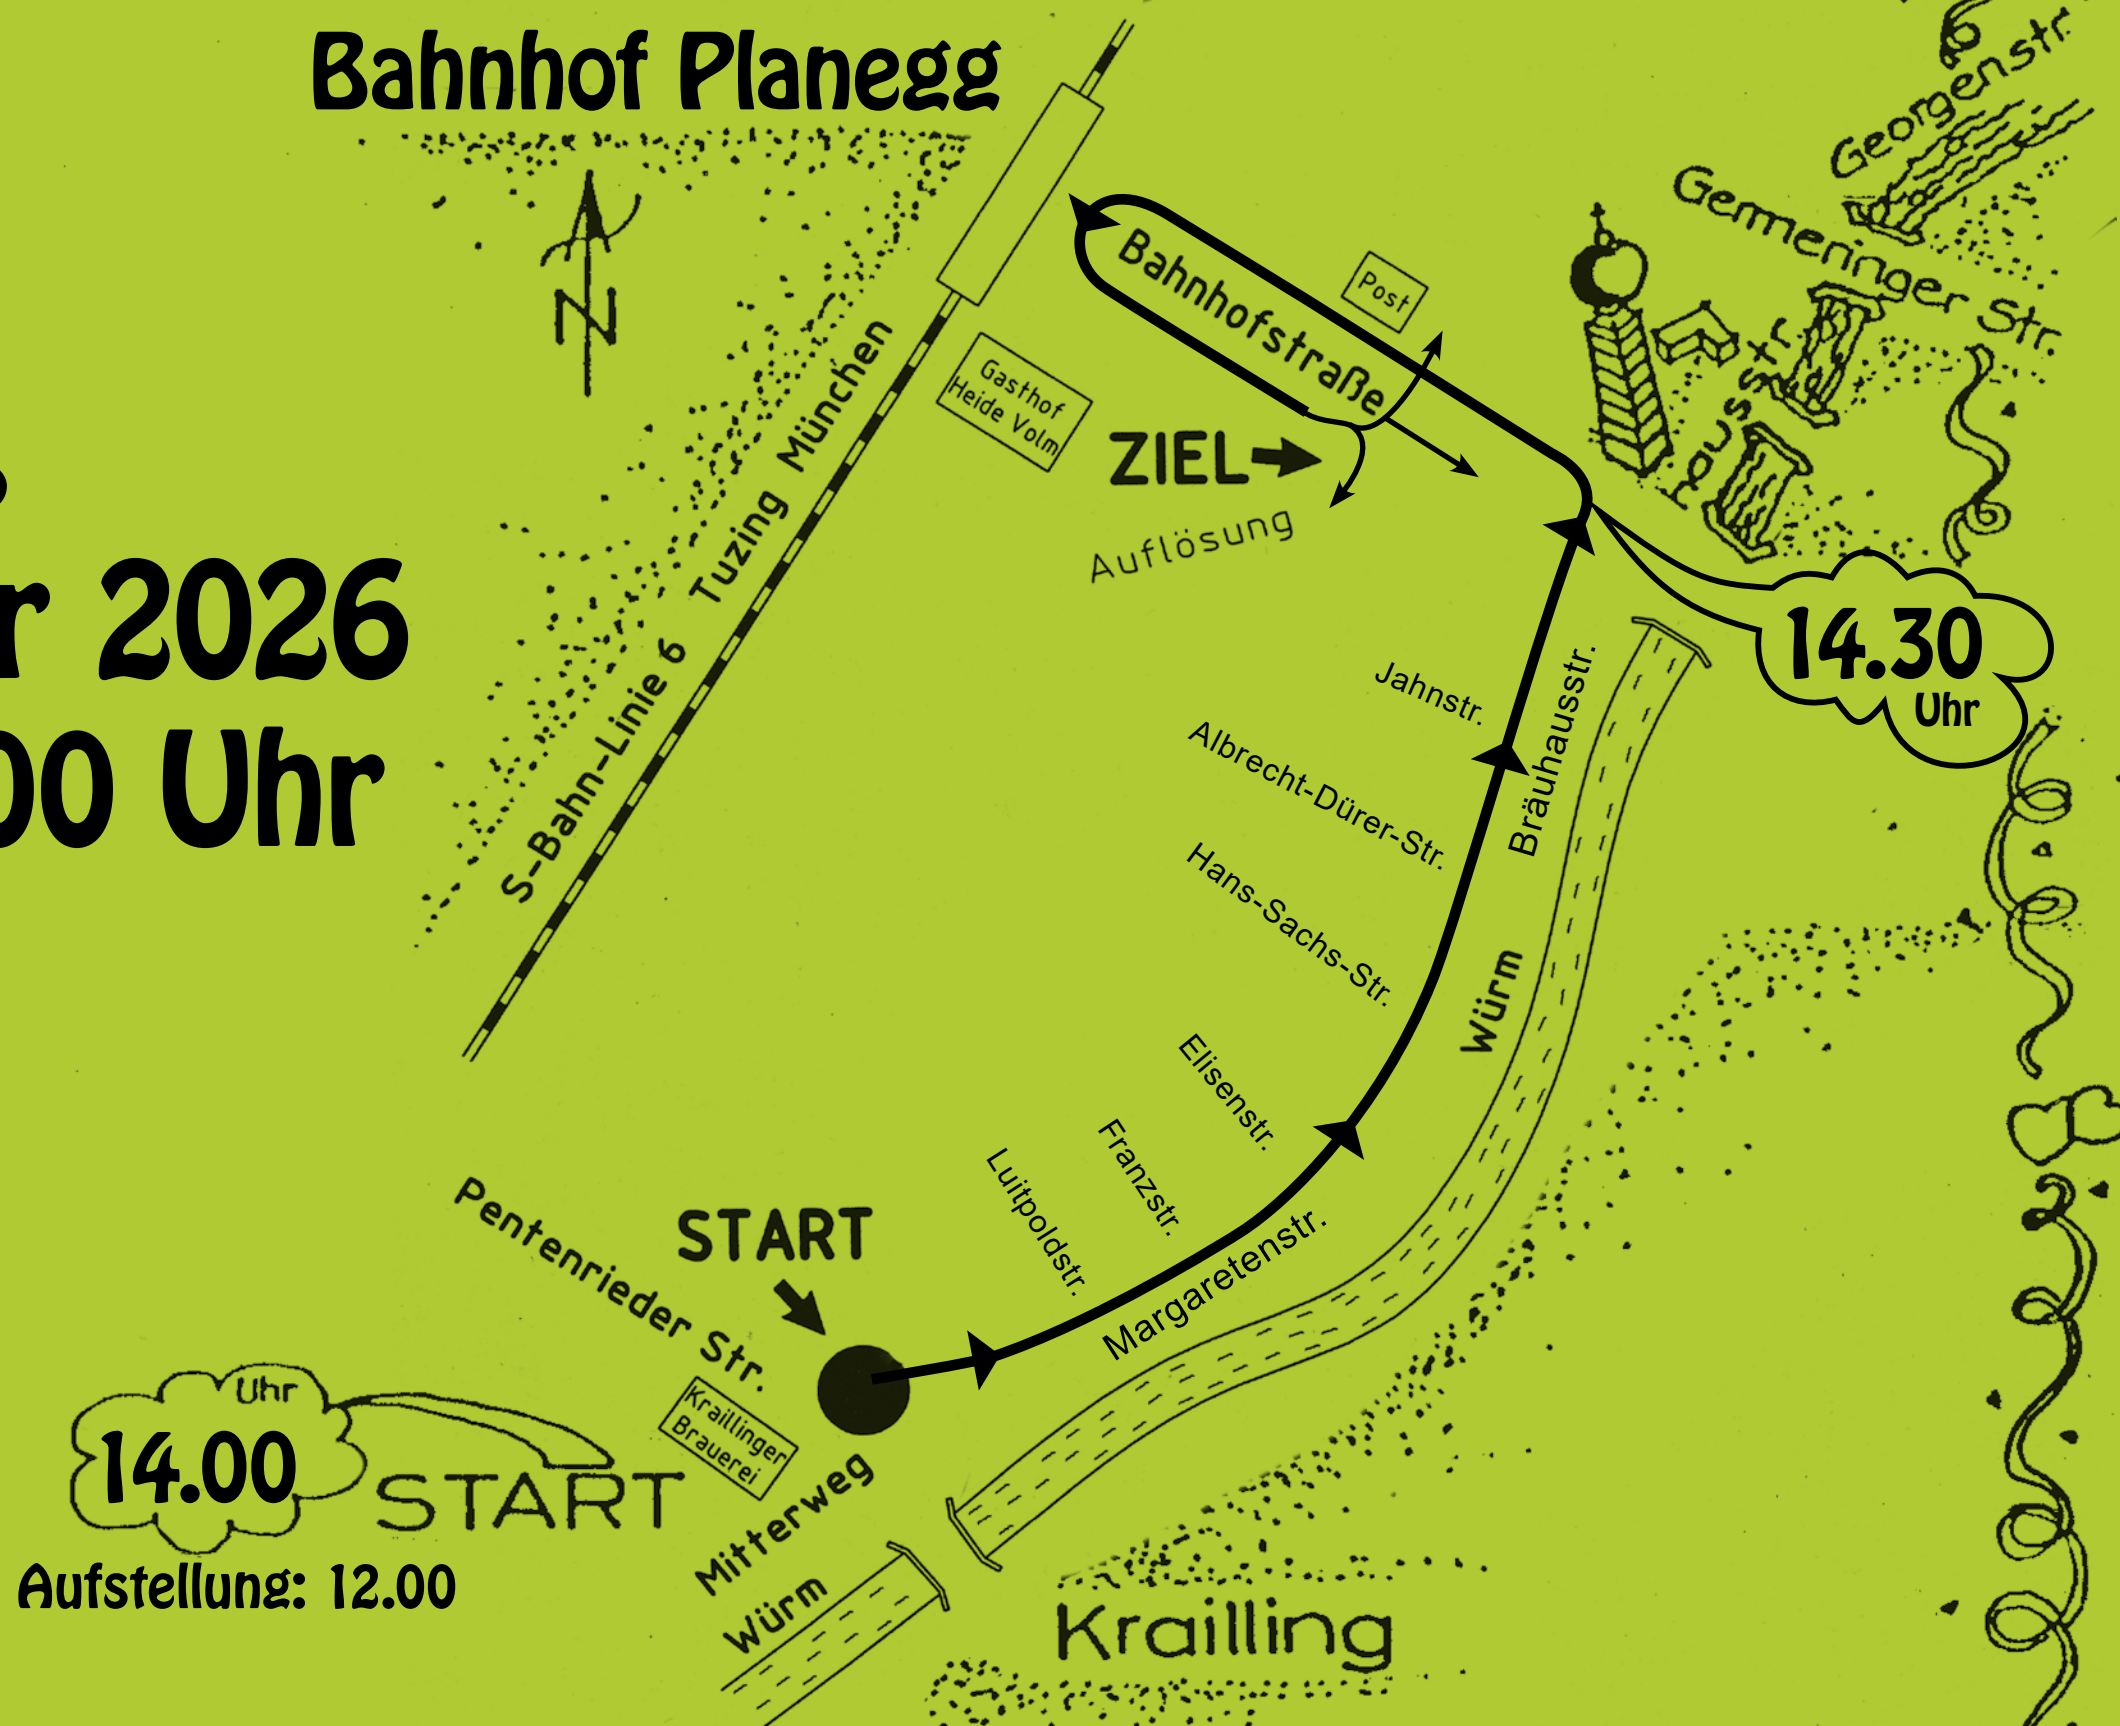 Bahnhof Planegg
Georgenstr.
Germeringer Str.
N
Bahnhofstraße
Post
Gasthof
Heide Volm
ZIEL
Auflösung
S-Bahn-Linie 6 Tuzing München
2026
00 Uhr
14.30
Uhr
Jahnstr.
Bräuhausstr.
Albrecht-Dürer-Str.
Hans-Sachs-Str.
Würm
Elisenstr.
Franzstr.
Luitpoldstr.
Margaretenstr.
Pentenrieder Str.
START
Kraillinger
Brauerei
Uhr
14.00
START
Aufstellung: 12.00
Mitterweg
Würm
Krailling